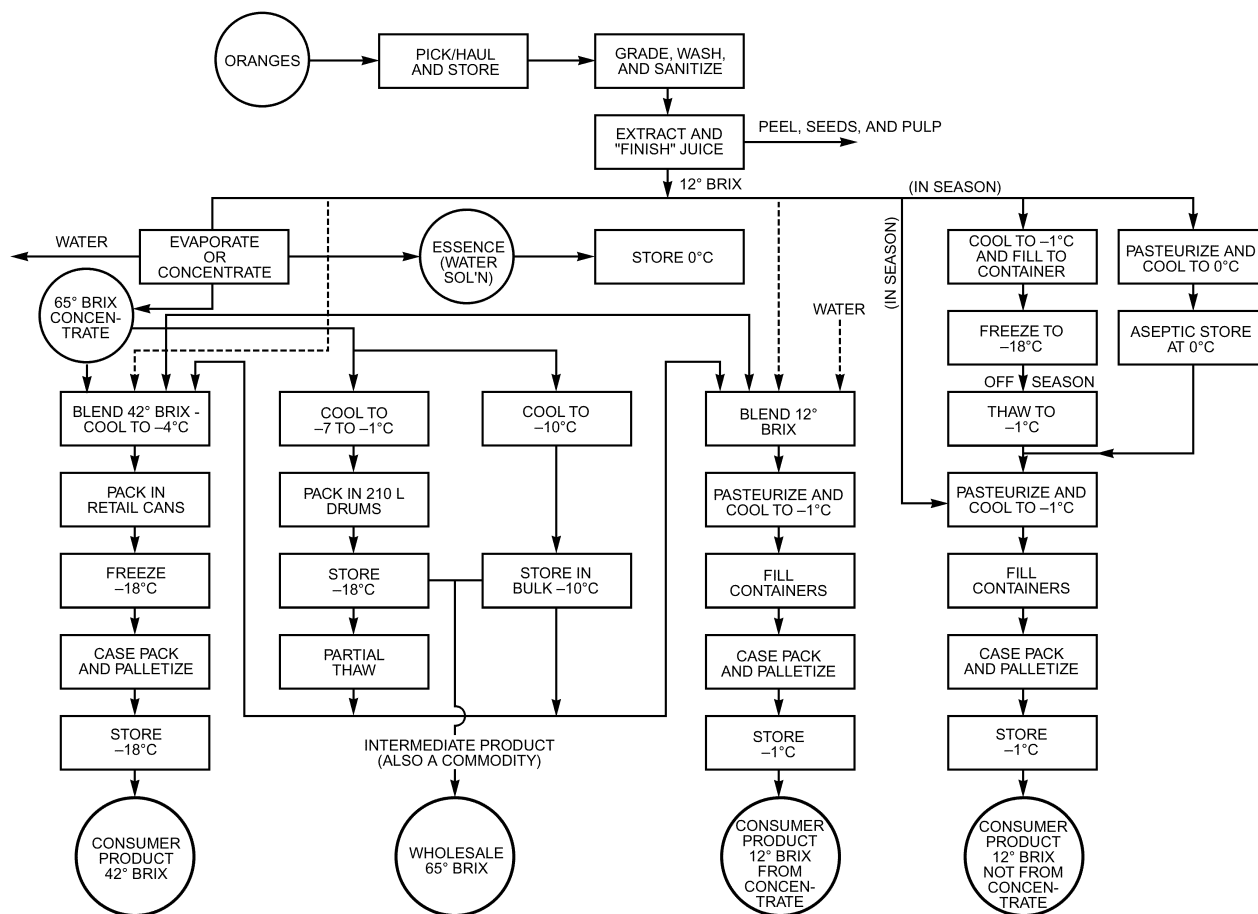 ORANGES
PICK/HAUL
AND STORE
GRADE, WASH,
AND SANITIZE
EXTRACT AND
"FINISH" JUICE
PEEL, SEEDS, AND PULP
12° BRIX
(IN SEASON)
(IN SEASON)
WATER
EVAPORATE
OR
CONCENTRATE
ESSENCE
(WATER
SOL'N)
STORE 0°C
COOL TO –1°C
AND FILL TO
CONTAINER
PASTEURIZE AND
COOL TO 0°C
65° BRIX
CONCEN-
TRATE
WATER
FREEZE TO
–18°C
ASEPTIC STORE
AT 0°C
OFF SEASON
BLEND 42° BRIX -
COOL TO –4°C
COOL TO
–7 TO –1°C
COOL TO
–10°C
BLEND 12°
BRIX
THAW TO
–1°C
PACK IN
RETAIL CANS
PACK IN 210 L
DRUMS
PASTEURIZE AND
COOL TO –1°C
PASTEURIZE AND
COOL TO –1°C
FREEZE
–18°C
STORE
–18°C
STORE IN
BULK –10°C
FILL
CONTAINERS
FILL
CONTAINERS
CASE PACK
AND PALLETIZE
PARTIAL
THAW
CASE PACK
AND PALLETIZE
CASE PACK
AND PALLETIZE
STORE
–18°C
INTERMEDIATE PRODUCT
(ALSO A COMMODITY)
STORE
–1°C
STORE
–1°C
CONSUMER
PRODUCT
42° BRIX
WHOLESALE
65° BRIX
CONSUMER
PRODUCT
12° BRIX
FROM
CONCEN-
TRATE
CONSUMER
PRODUCT
12° BRIX
NOT FROM
CONCEN-
TRATE